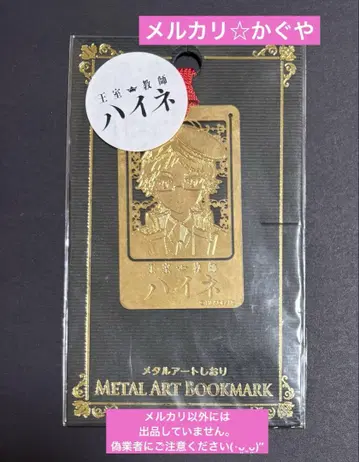 メルカリ☆かぐや
王室★教師
ハイネ
王室★教師
ハイネ
メタルアートしおり
METAL ART BOOKMARK
メルカリ以外には
出品していません。
偽業者にご注意ください(･ᴗ･)"